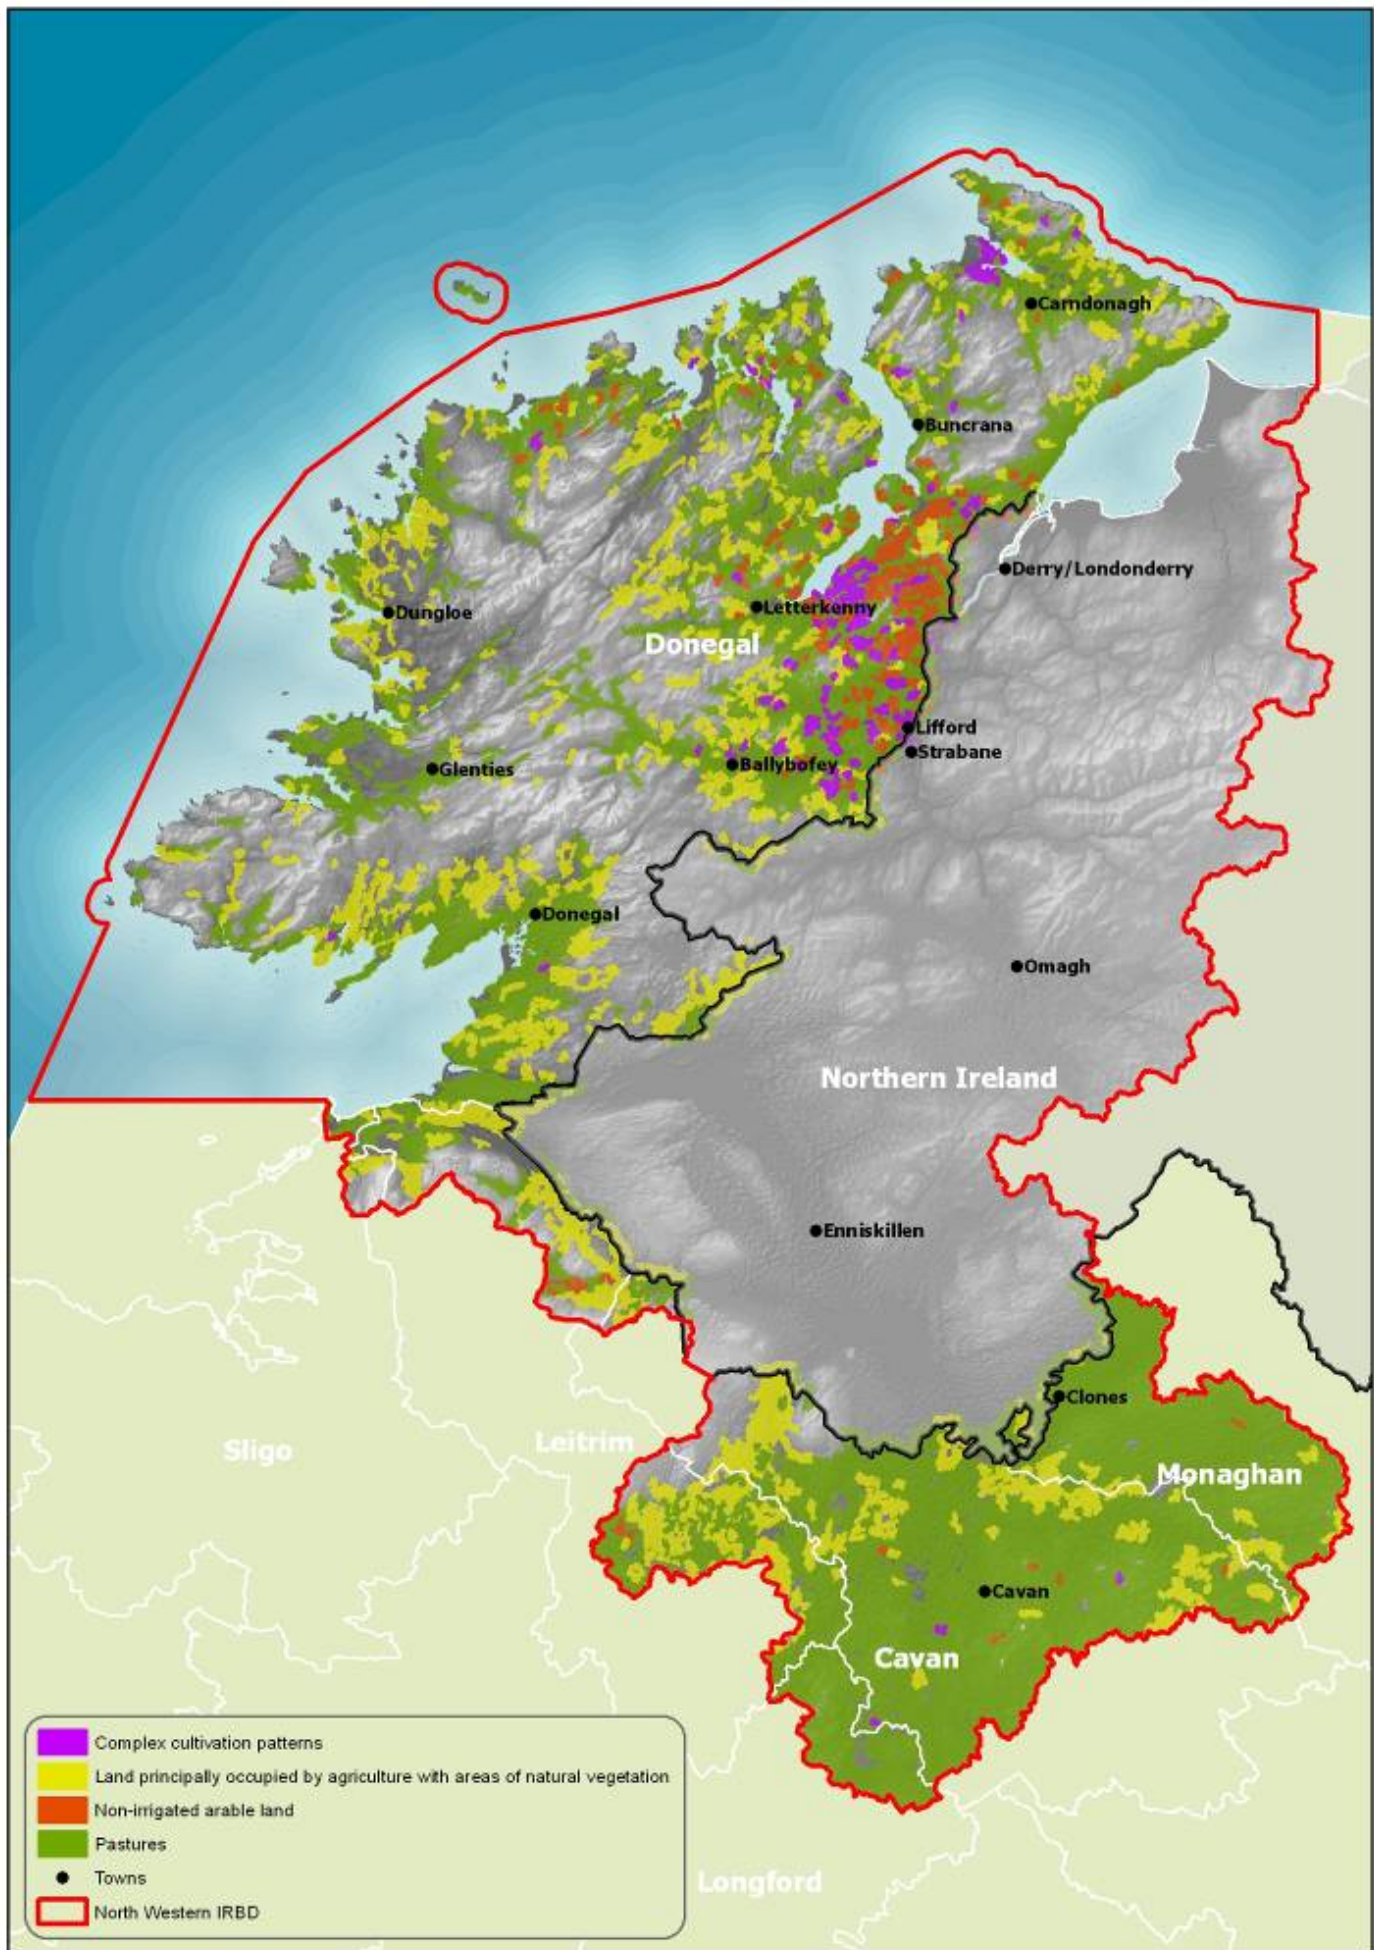 Carndonagh
Buncrana
Derry/Londonderry
Letterkenny
Dungloe
Donegal
Lifford
Strabane
Ballybofey
Glenties
Donegal
Omagh
Northern Ireland
Enniskillen
Clones
Sligo
Leitrim
Monaghan
Cavan
Cavan
Longford
Complex cultivation patterns
Land principally occupied by agriculture with areas of natural vegetation
Non-irrigated arable land
Pastures
Towns
North Western IRBD